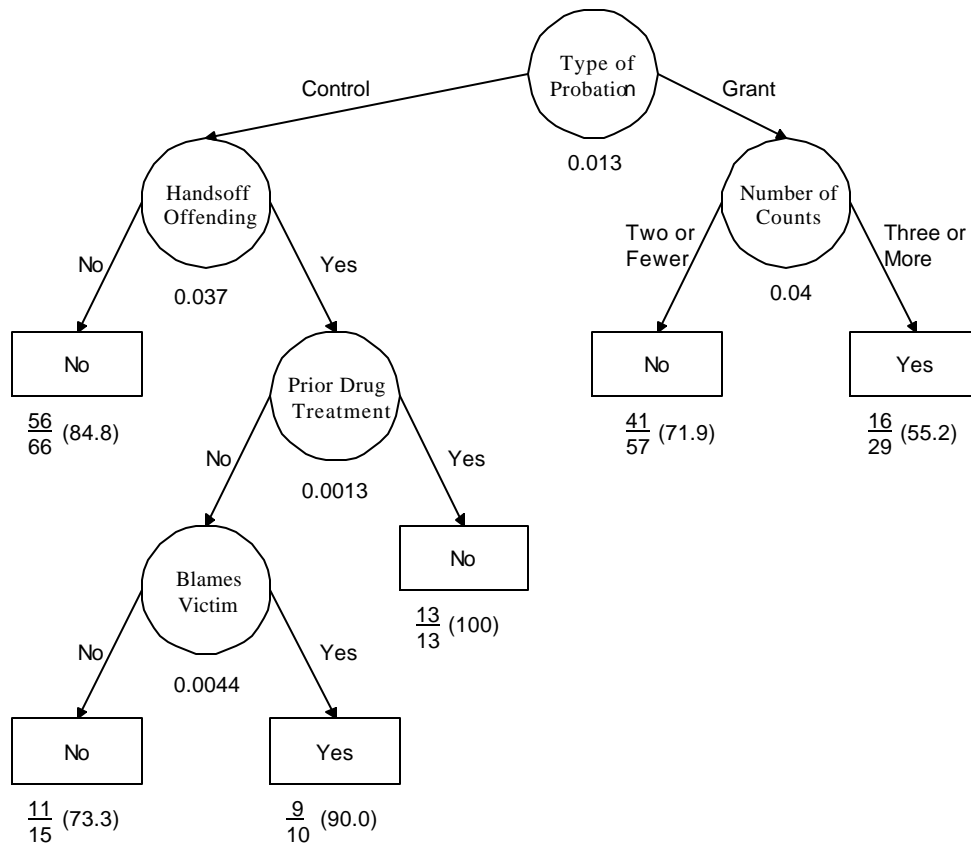 Type of
Probation
Control
Grant
0.013
Handsoff
Offending
Number of
Counts
No
Yes
Two or
Fewer
Three or
More
0.037
0.04
No
Prior Drug
Treatment
No
Yes
56
66 (84.8)
41
57 (71.9)
16
29 (55.2)
No
Yes
0.0013
Blames
Victim
No
13
13 (100)
No
Yes
0.0044
No
Yes
11
15 (73.3)
9
10 (90.0)